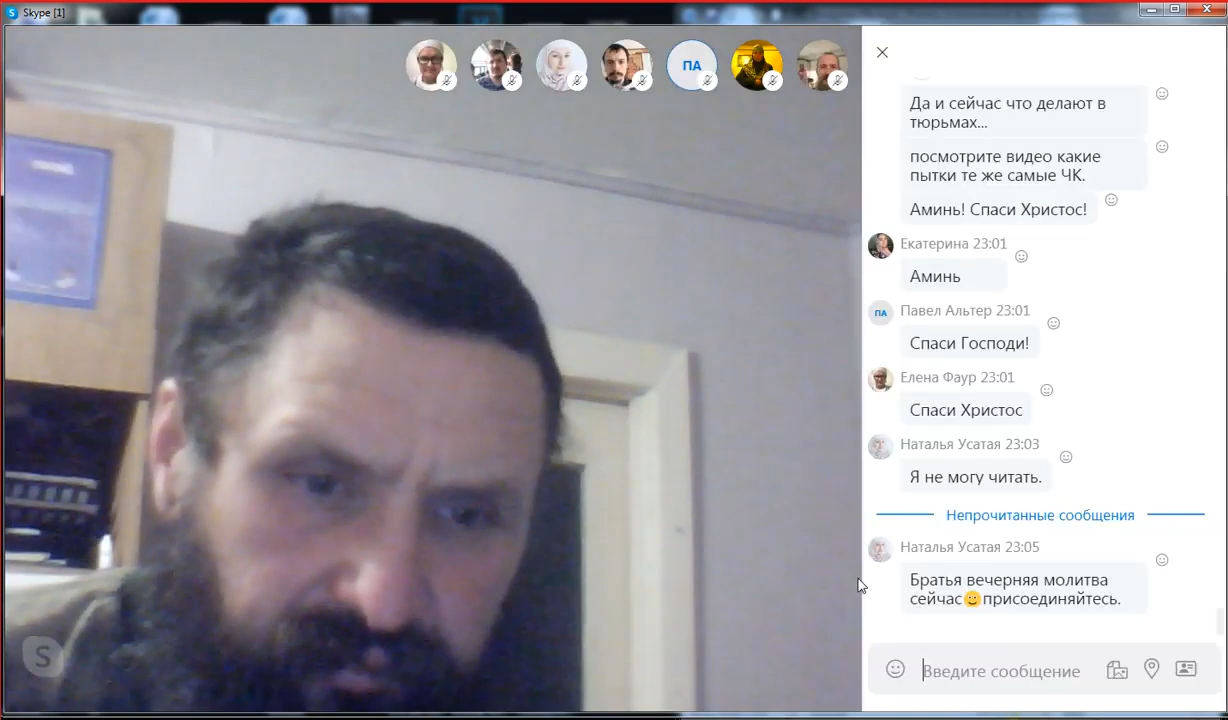 Skype [1]
ПА
Да и сейчас что делают в
тюрьмах...
посмотрите видео какие
пытки те же самые ЧК.
Аминь! Спаси Христос!
Екатерина 23:01
Аминь
ПА
Павел Альтер 23:01
Спаси Господи!
Елена Фаур 23:01
Спаси Христос
Наталья Усатая 23:03
Я не могу читать.
Непрочитанные сообщения
Наталья Усатая 23:05
Братья вечерняя молитва
сейчас🙂присоединяйтесь.
Введите сообщение